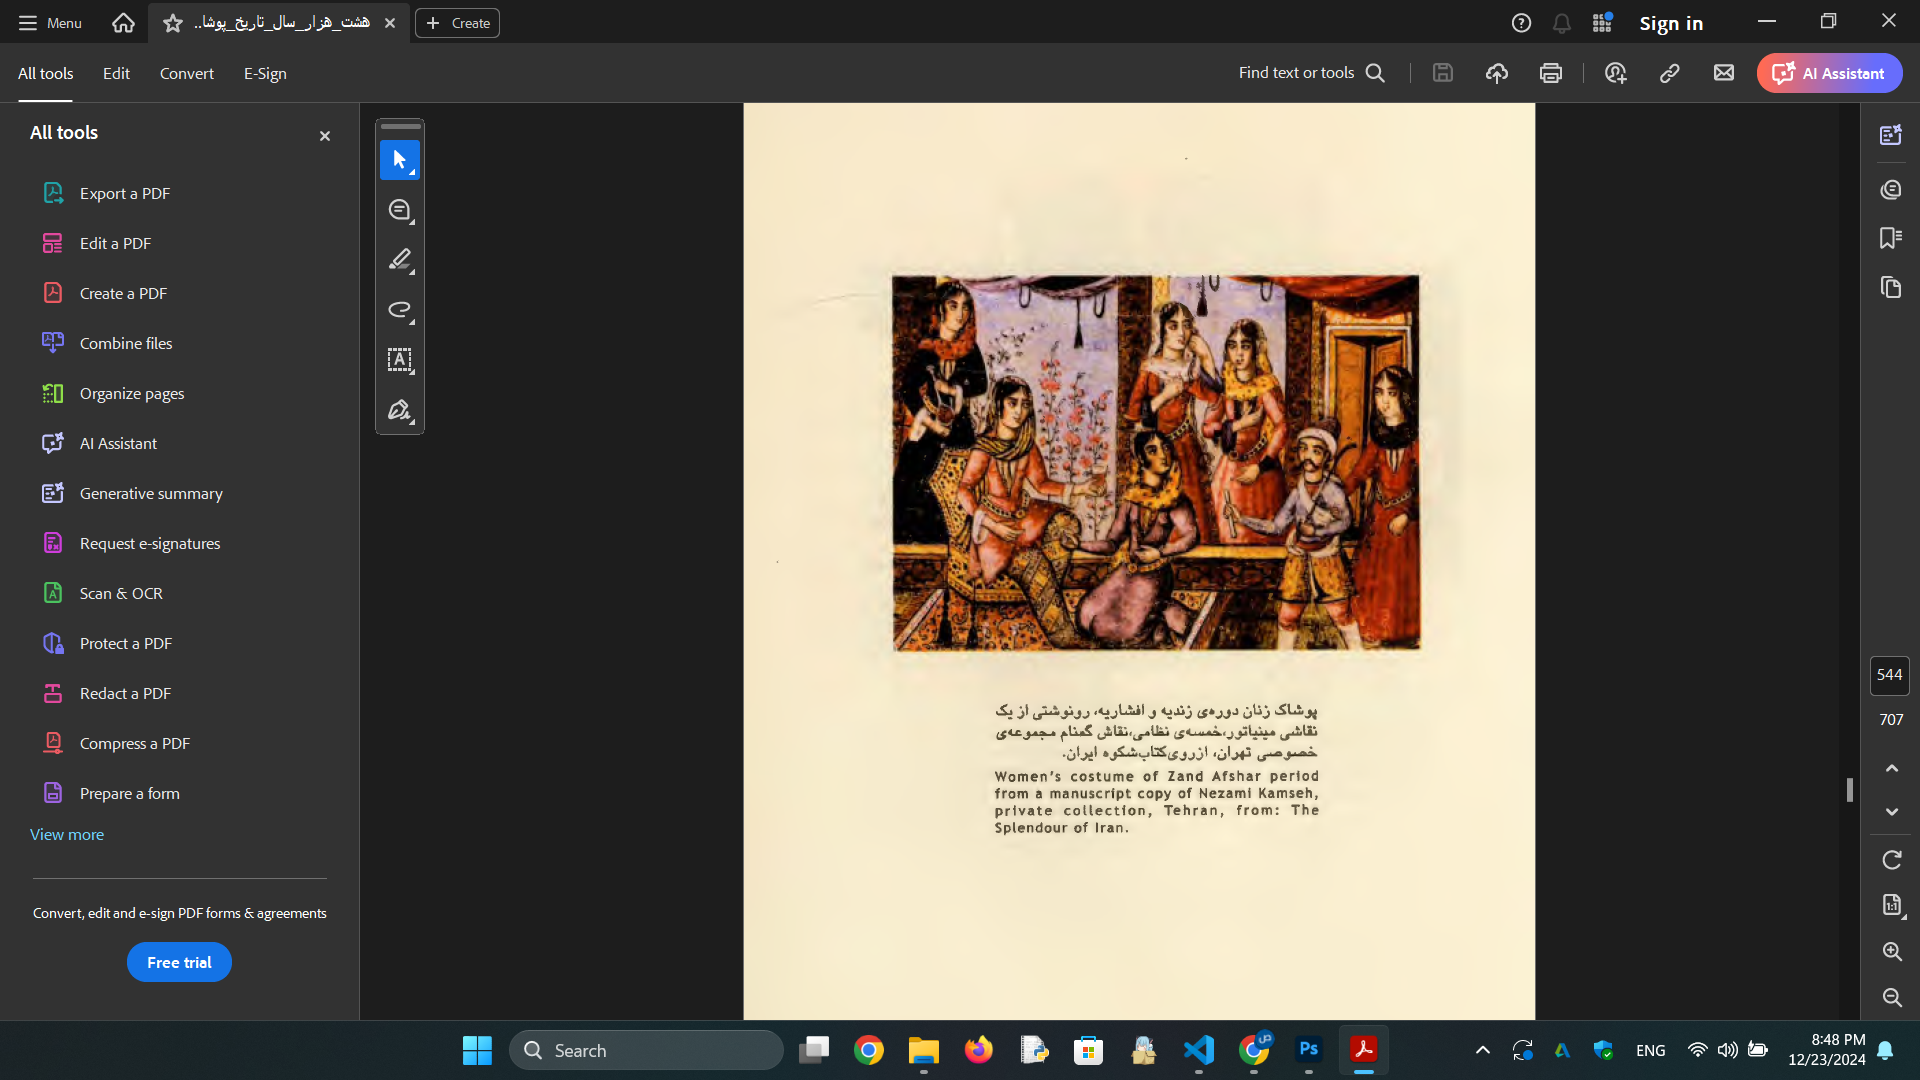 Menu
هشت_هزار_سال_تاریخ_پوشا..
Create
Sign in
All tools
Edit
Convert
E-Sign
Find text or tools
AI Assistant
All tools
Export a PDF
Edit a PDF
Create a PDF
Combine files
Organize pages
AI Assistant
Generative summary
Request e-signatures
Scan & OCR
Protect a PDF
Redact a PDF
Compress a PDF
Prepare a form
View more
Convert, edit and e-sign PDF forms & agreements
Free trial
پوشاک زنان دوره‌ی زندیه و افشاریه، رونوشتی از یک
نقاشی مینیاتور،خمسه‌ی نظامی،نقاش گمنام مجموعه‌ی
خصوصی تهران، ازروی‌کتاب‌شکوه ایران.
Women's costume of Zand Afshar period
from a manuscript copy of Nezami Kamseh,
private collection, Tehran, from: The
Splendour of Iran.
544
707
Search
Ps
ENG
8:48 PM
12/23/2024